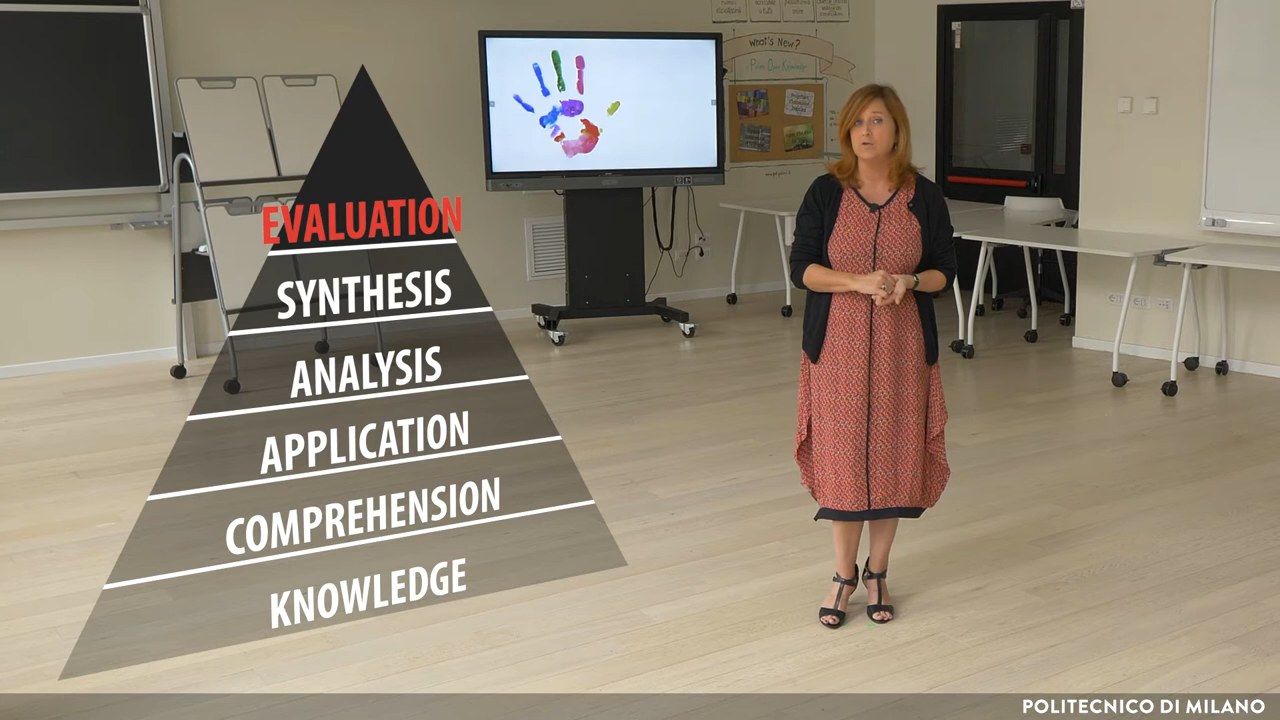 What's New?
EVALUATION
SYNTHESIS
ANALYSIS
APPLICATION
COMPREHENSION
KNOWLEDGE
POLITECNICO DI MILANO